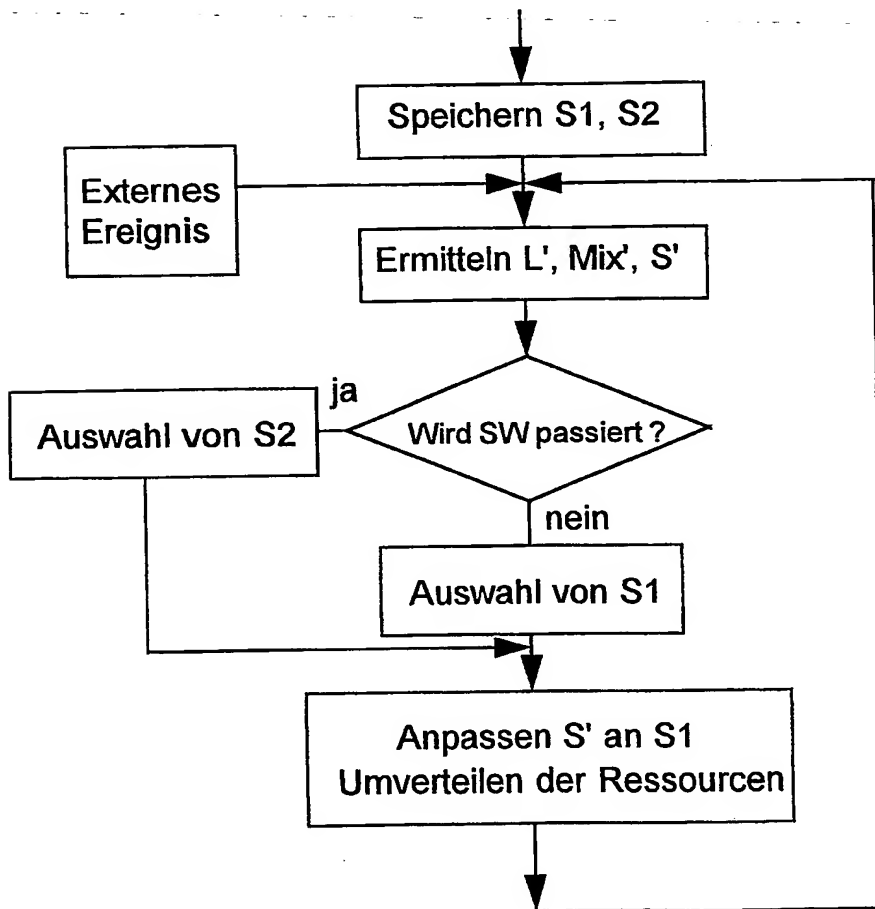 Speichern S1, S2
Externes
Ereignis
Ermitteln L', Mix', S'
ja
Auswahl von S2
Wird SW passiert ?
nein
Auswahl von S1
Anpassen S' an S1
Umverteilen der Ressourcen